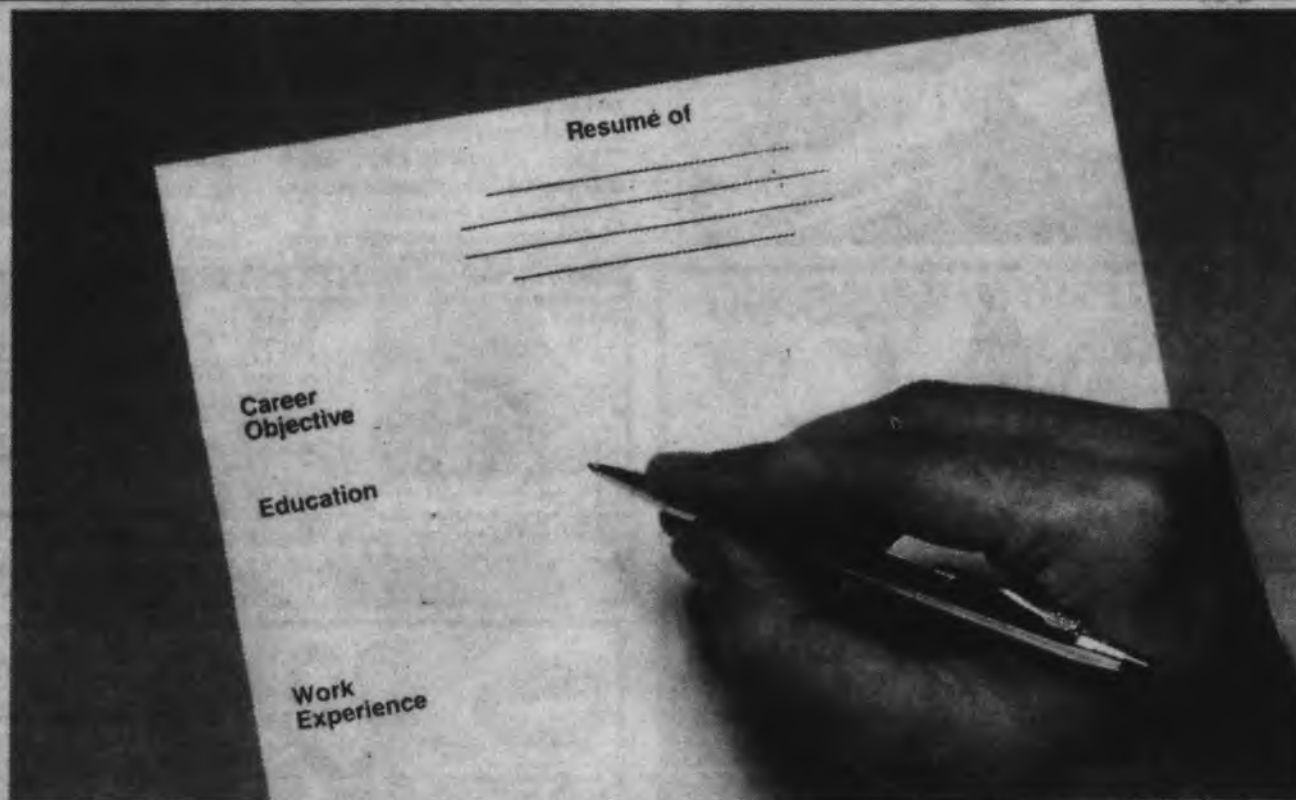 Resumé of
Career
Objective
Education
Work
Experience